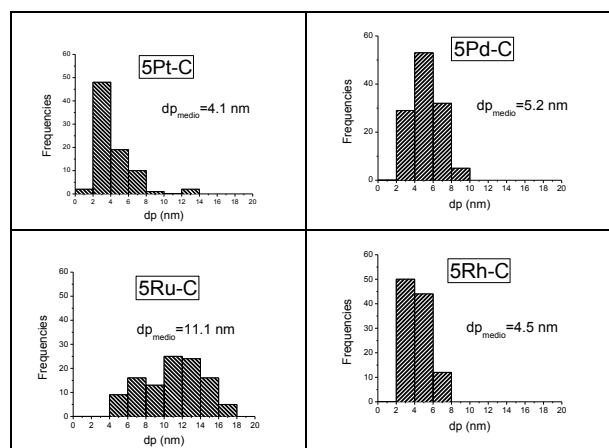 5Pt-C
dpmedio=4.1 nm
Frequencies
60
50
40
30
20
10
0
0 2 4 6 8 10 12 14 16 18 20
dp (nm)
5Pd-C
dpmedio=5.2 nm
Frequencies
60
40
20
0
0 2 4 6 8 10 12 14 16 18 20
dp (nm)
5Ru-C
dpmedio=11.1 nm
Frequencies
60
50
40
30
20
10
0
0 2 4 6 8 10 12 14 16 18 20
dp (nm)
5Rh-C
dpmedio=4.5 nm
Frequencies
60
50
40
30
20
10
0
0 2 4 6 8 10 12 14 16 18 20
dp (nm)